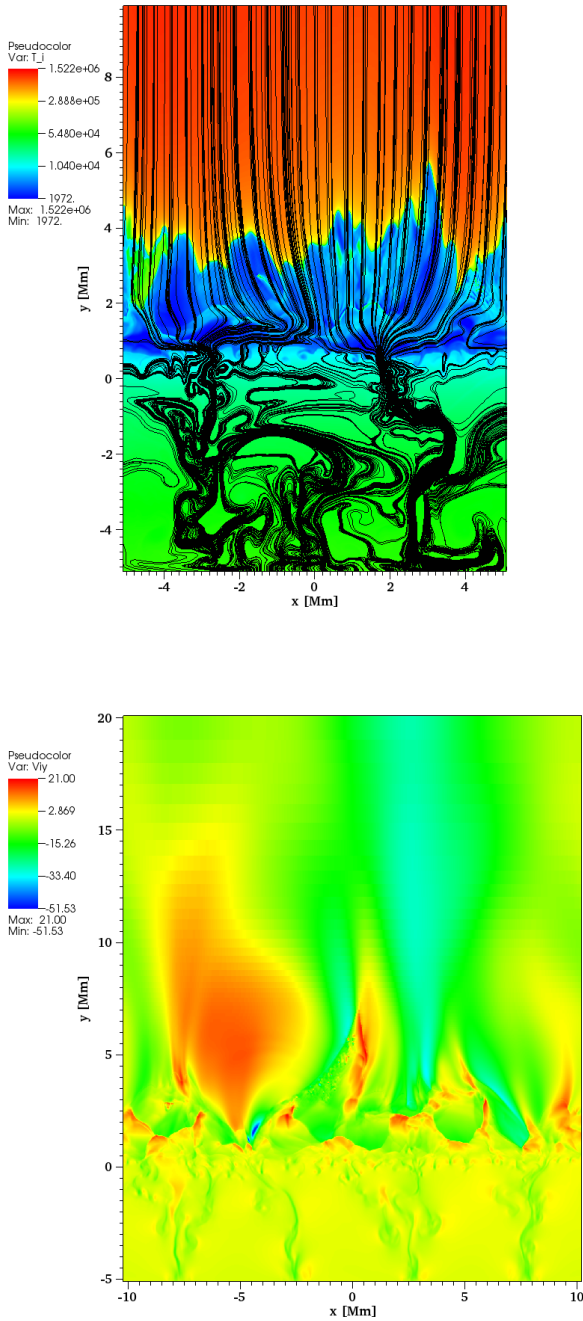 Pseudocolor
Var: T_i
1.522e+06
2.888e+05
5.480e+04
1.040e+04
1972.
Max: 1.522e+06
Min: 1972.
8
6
4
2
0
-2
-4
y [Mm]
-4
-2
0
2
4
x [Mm]
Pseudocolor
Var: Viy
21.00
2.869
-15.26
-33.40
-51.53
Max: 21.00
Min: -51.53
20
15
10
5
0
-5
y [Mm]
-10
-5
0
5
10
x [Mm]